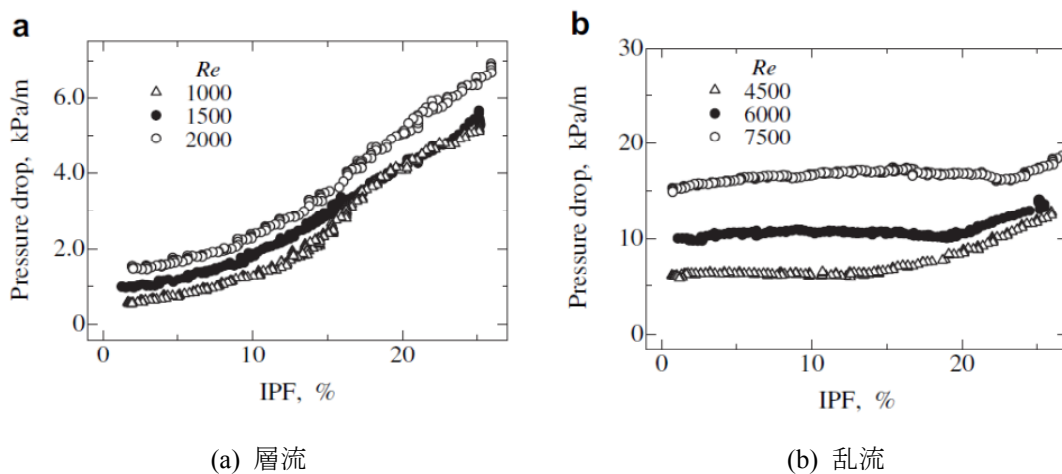 a
Pressure drop, kPa/m
6.0
4.0
2.0
0
Re
△ 1000
● 1500
○ 2000
0 10 20
IPF, %
(a) 層流
b
Pressure drop, kPa/m
30
20
10
0
Re
△ 4500
● 6000
○ 7500
0 10 20
IPF, %
(b) 乱流